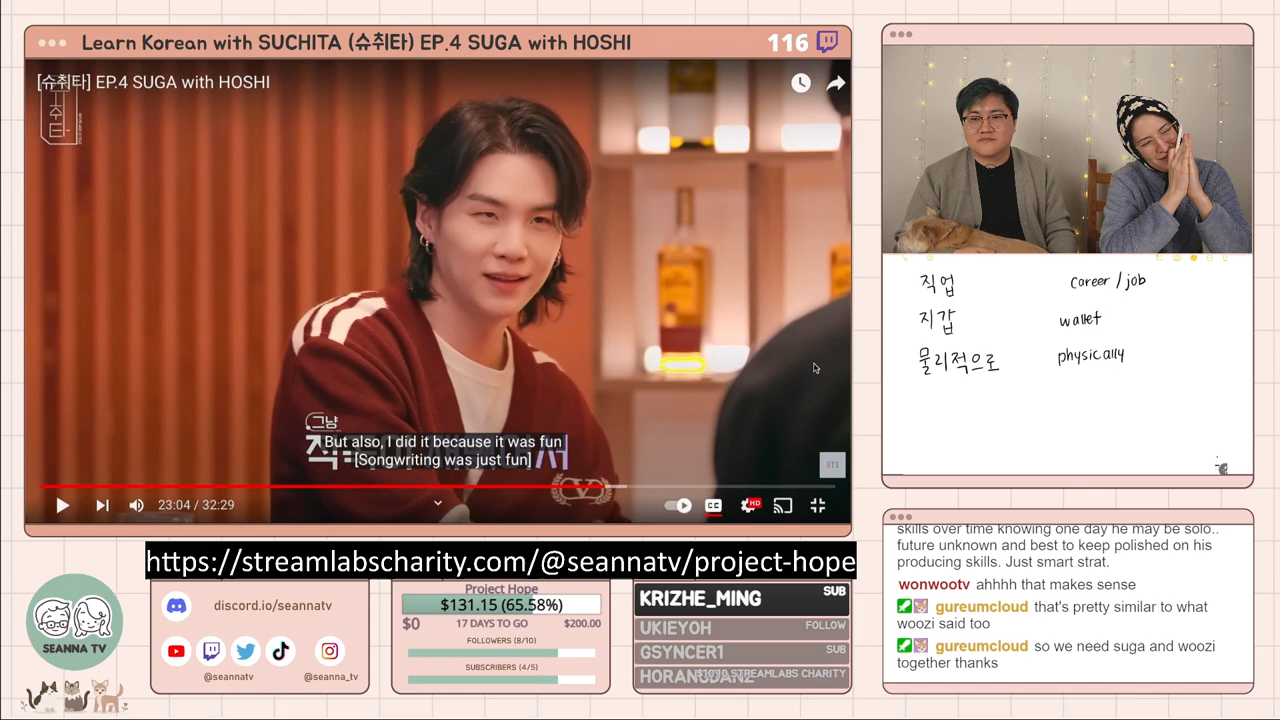 Learn Korean with SUCHITA (슈취타) EP.4 SUGA with HOSHI
116
[슈취타] EP.4 SUGA with HOSHI
그냥
But also, I did it because it was fun
[Songwriting was just fun]
BTS
23:04 / 32:29
CC
HD
직업 career / job
지갑 wallet
물리적으로 physically
https://streamlabscharity.com/@seannatv/project-hope
SEANNA TV
discord.io/seannatv
@seannatv
@seanna_tv
Project Hope
$131.15 (65.58%)
$0
17 DAYS TO GO
$200.00
FOLLOWERS (8/10)
SUBSCRIBERS (4/5)
KRIZHE_MING SUB
UKIEYOH FOLLOW
GSYNCER1 SUB
HORANGDANZ
STREAMLABS CHARITY
skills over time knowing one day he may be solo..
future unknown and best to keep polished on his
producing skills. Just smart strat.
wonwootv ahhhh that makes sense
gureumcloud that's pretty similar to what
woozi said too
gureumcloud so we need suga and woozi
together thanks